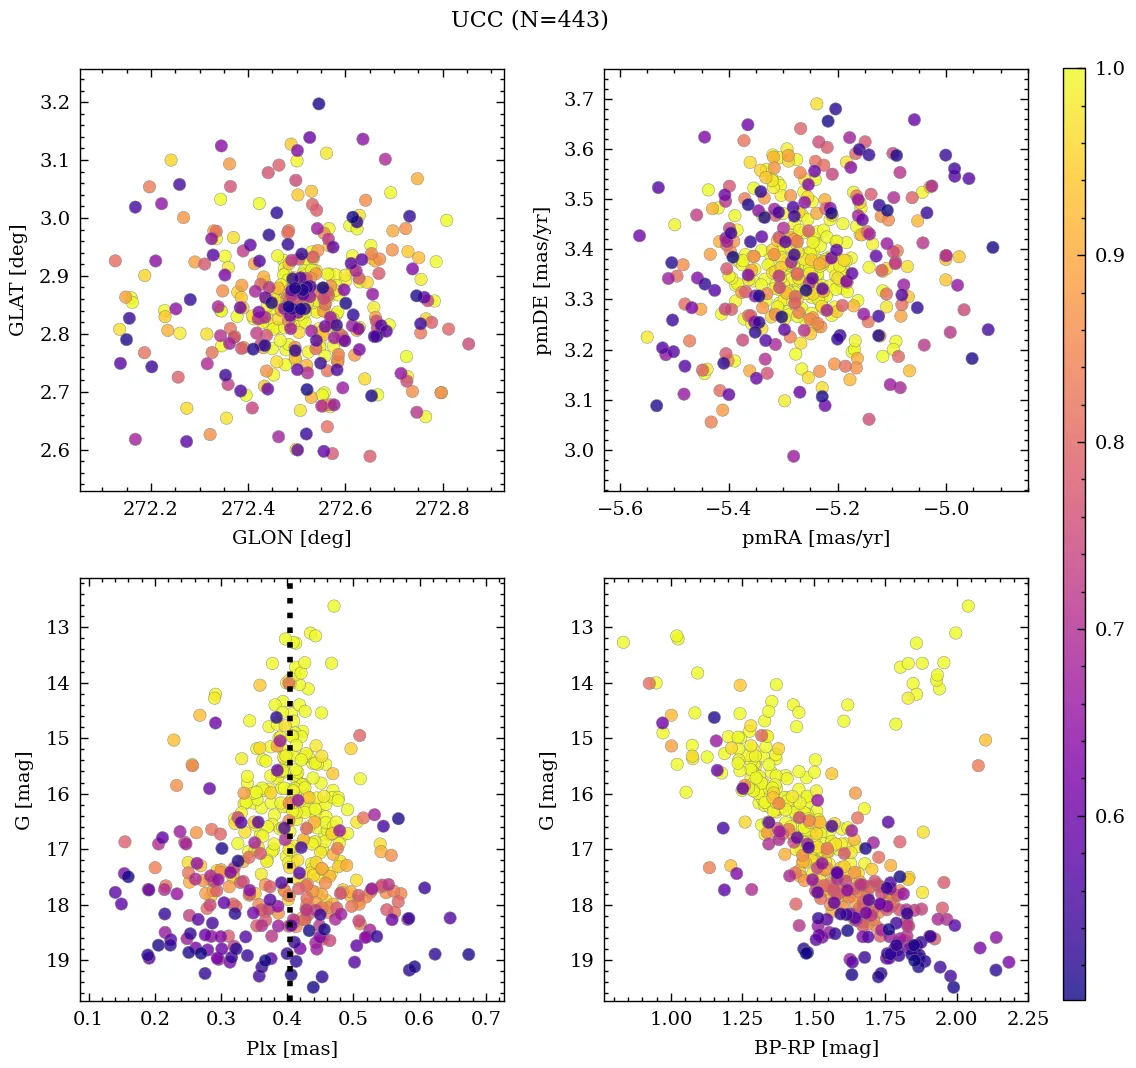 UCC (N=443)
3.2
3.1
3.0
2.9
2.8
2.7
2.6
GLAT [deg]
272.2 272.4 272.6 272.8
GLON [deg]
3.7
3.6
3.5
3.4
3.3
3.2
3.1
3.0
pmDE [mas/yr]
−5.6 −5.4 −5.2 −5.0
pmRA [mas/yr]
1.0
0.9
0.8
0.7
0.6
13
14
15
16
17
18
19
G [mag]
0.1 0.2 0.3 0.4 0.5 0.6 0.7
Plx [mas]
13
14
15
16
17
18
19
G [mag]
1.00 1.25 1.50 1.75 2.00 2.25
BP-RP [mag]